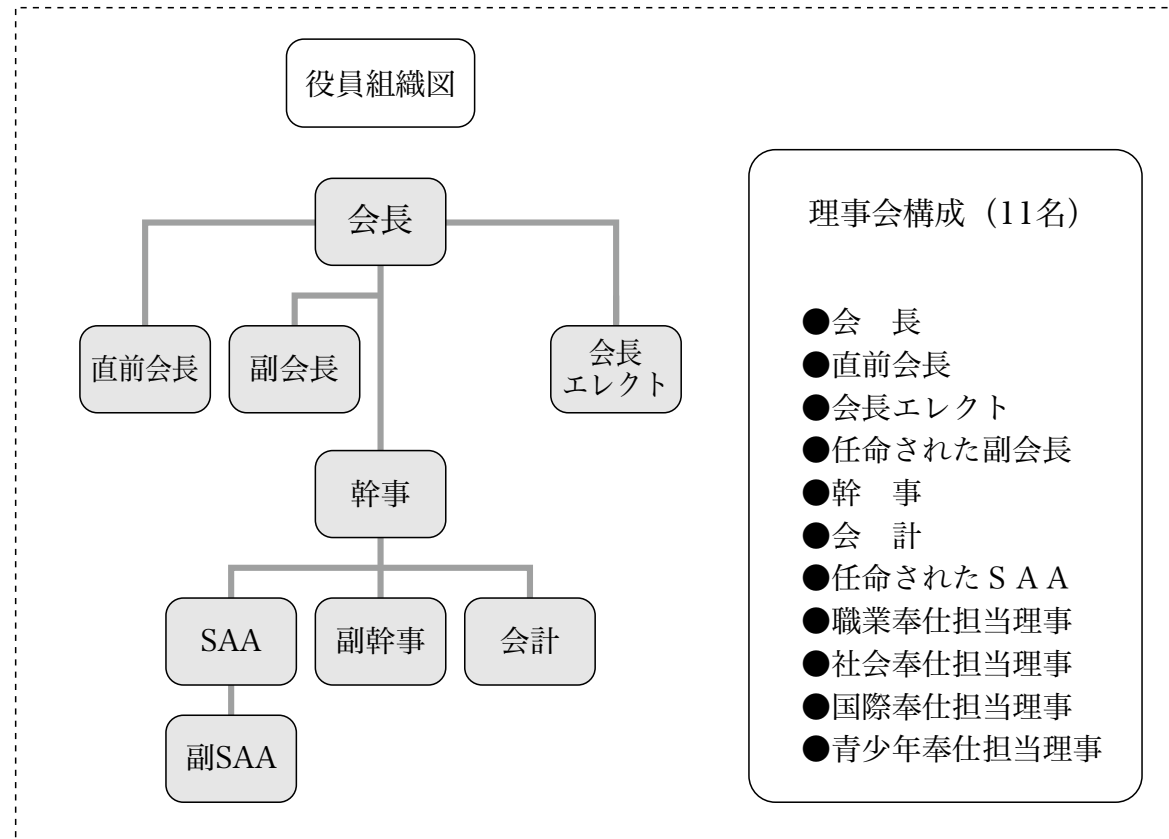 役員組織図
会長
直前会長
副会長
会長
エレクト
幹事
SAA
副幹事
会計
副SAA
理事会構成（11名）
●会　長
●直前会長
●会長エレクト
●任命された副会長
●幹　事
●会　計
●任命されたＳＡＡ
●職業奉仕担当理事
●社会奉仕担当理事
●国際奉仕担当理事
●青少年奉仕担当理事